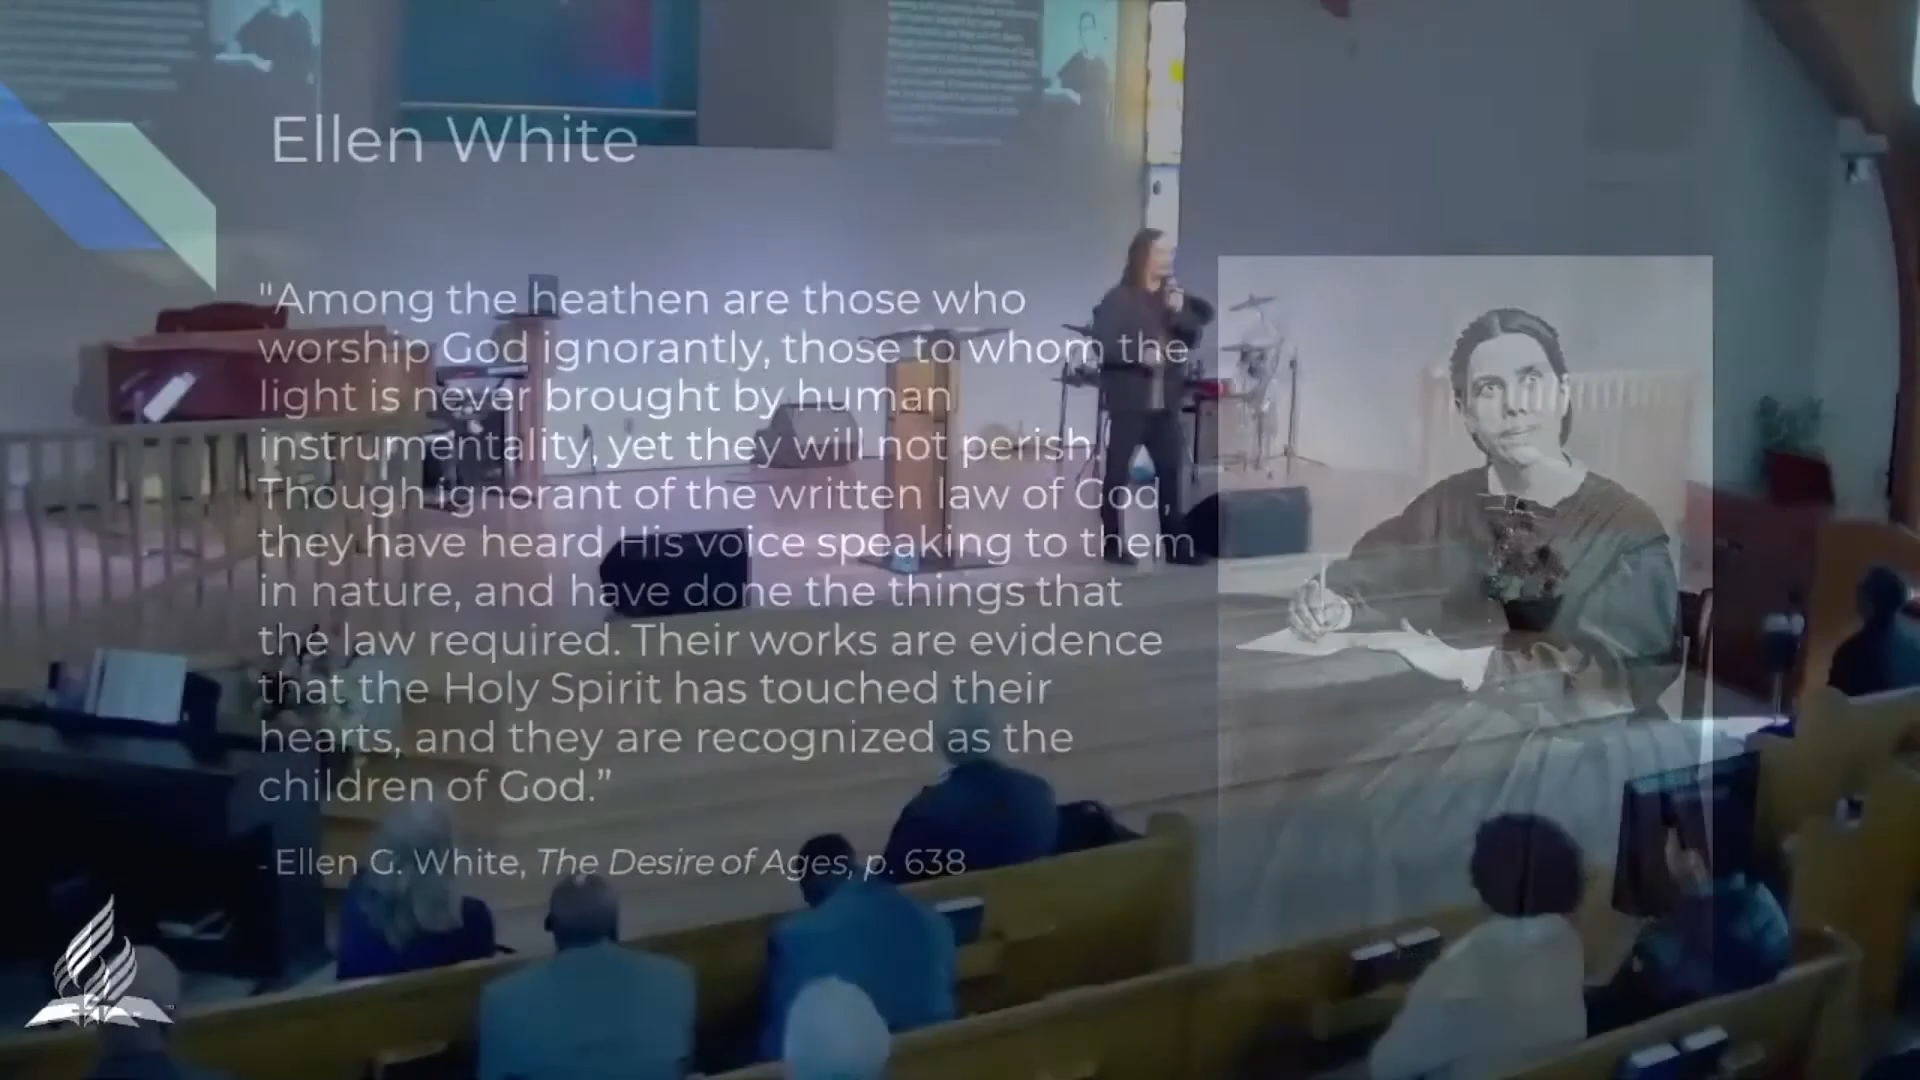 Ellen White
"Among the heathen are those who
worship God ignorantly, those to whom the
light is never brought by human
instrumentality, yet they will not perish.
Though ignorant of the written law of God,
they have heard His voice speaking to them
in nature, and have done the things that
the law required. Their works are evidence
that the Holy Spirit has touched their
hearts, and they are recognized as the
children of God.”
- Ellen G. White, The Desire of Ages, p. 638